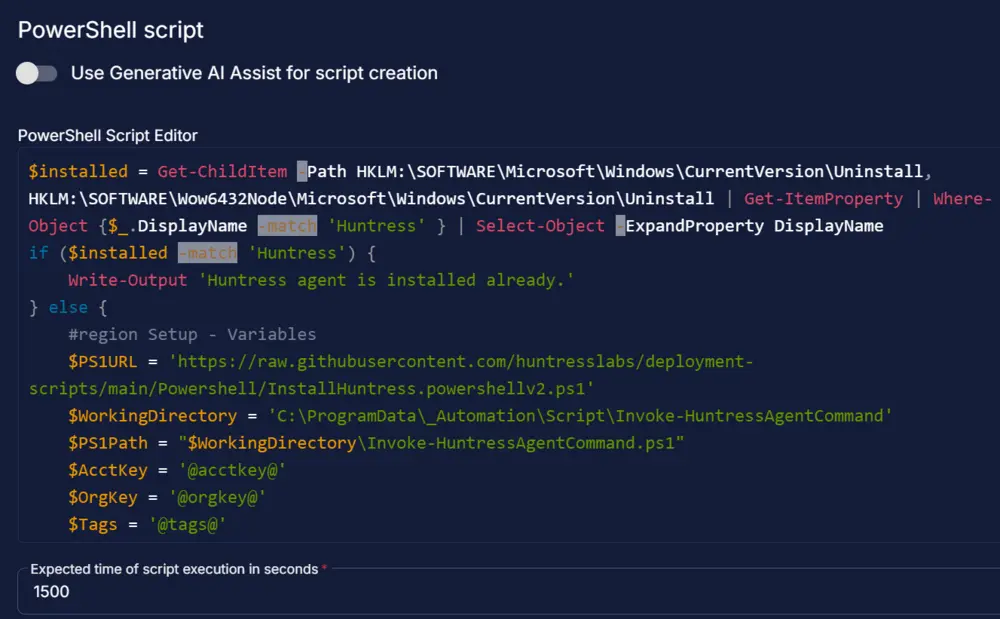 PowerShell script
Use Generative AI Assist for script creation
PowerShell Script Editor
$installed = Get-ChildItem -Path HKLM:\SOFTWARE\Microsoft\Windows\CurrentVersion\Uninstall,
HKLM:\SOFTWARE\Wow6432Node\Microsoft\Windows\CurrentVersion\Uninstall | Get-ItemProperty | Where-
Object {$_.DisplayName -match 'Huntress' } | Select-Object -ExpandProperty DisplayName
if ($installed -match 'Huntress') {
    Write-Output 'Huntress agent is installed already.'
} else {
    #region Setup - Variables
    $PS1URL = 'https://raw.githubusercontent.com/huntresslabs/deployment-
scripts/main/Powershell/InstallHuntress.powershellv2.ps1'
    $WorkingDirectory = 'C:\ProgramData\_Automation\Script\Invoke-HuntressAgentCommand'
    $PS1Path = "$WorkingDirectory\Invoke-HuntressAgentCommand.ps1"
    $AcctKey = '@acctkey@'
    $OrgKey = '@orgkey@'
    $Tags = '@tags@'
Expected time of script execution in seconds *
1500